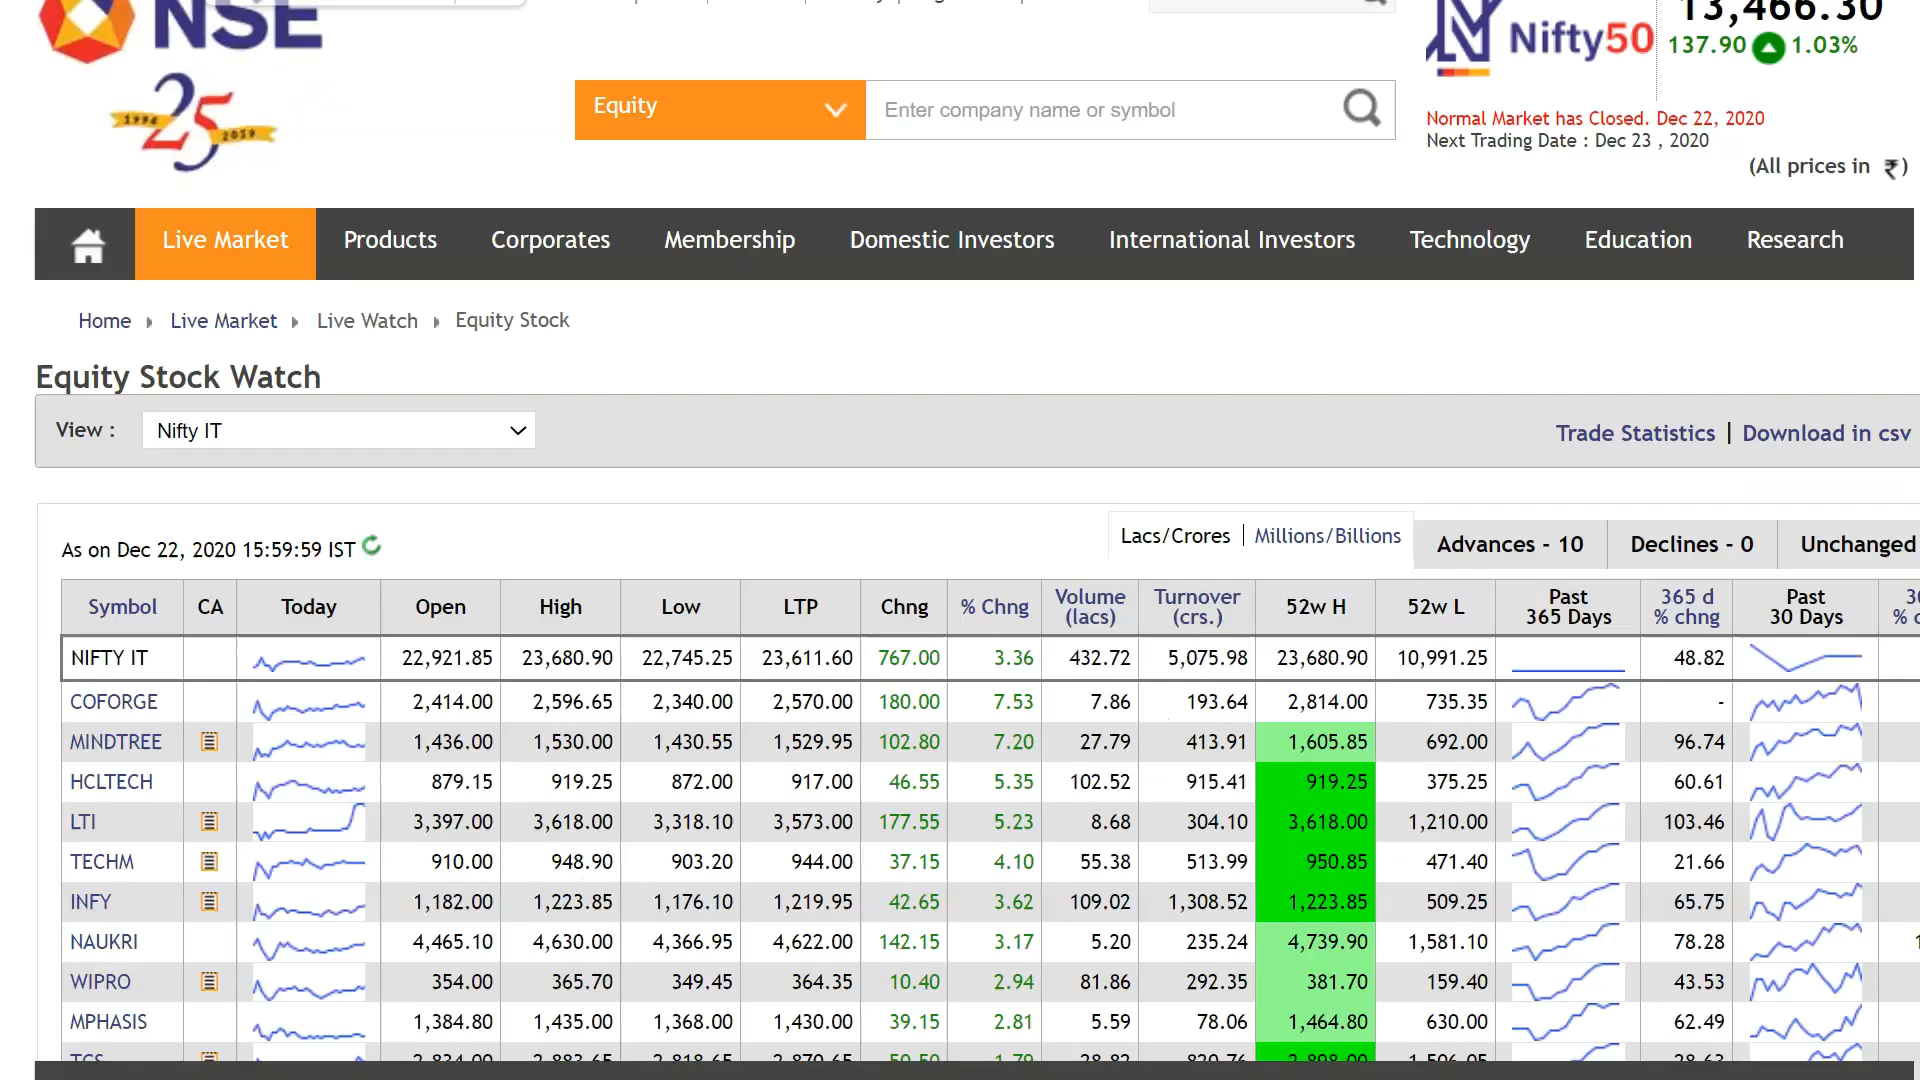 NSE
13,466.30
Nifty50
137.90 1.03%
1994 25 2019
Equity
Enter company name or symbol
Normal Market has Closed. Dec 22, 2020
Next Trading Date : Dec 23 , 2020
(All prices in ₹)
Live Market Products Corporates Membership Domestic Investors International Investors Technology Education Research
Home Live Market Live Watch Equity Stock
Equity Stock Watch
View : Nifty IT
Trade Statistics | Download in csv
As on Dec 22, 2020 15:59:59 IST
Lacs/Crores | Millions/Billions Advances - 10 Declines - 0 Unchanged
Symbol CA Today Open High Low LTP Chng % Chng Volume (lacs) Turnover (crs.) 52w H 52w L Past 365 Days 365 d % chng Past 30 Days
NIFTY IT 22,921.85 23,680.90 22,745.25 23,611.60 767.00 3.36 432.72 5,075.98 23,680.90 10,991.25 48.82
COFORGE 2,414.00 2,596.65 2,340.00 2,570.00 180.00 7.53 7.86 193.64 2,814.00 735.35 -
MINDTREE 1,436.00 1,530.00 1,430.55 1,529.95 102.80 7.20 27.79 413.91 1,605.85 692.00 96.74
HCLTECH 879.15 919.25 872.00 917.00 46.55 5.35 102.52 915.41 919.25 375.25 60.61
LTI 3,397.00 3,618.00 3,318.10 3,573.00 177.55 5.23 8.68 304.10 3,618.00 1,210.00 103.46
TECHM 910.00 948.90 903.20 944.00 37.15 4.10 55.38 513.99 950.85 471.40 21.66
INFY 1,182.00 1,223.85 1,176.10 1,219.95 42.65 3.62 109.02 1,308.52 1,223.85 509.25 65.75
NAUKRI 4,465.10 4,630.00 4,366.95 4,622.00 142.15 3.17 5.20 235.24 4,739.90 1,581.10 78.28
WIPRO 354.00 365.70 349.45 364.35 10.40 2.94 81.86 292.35 381.70 159.40 43.53
MPHASIS 1,384.80 1,435.00 1,368.00 1,430.00 39.15 2.81 5.59 78.06 1,464.80 630.00 62.49
TCS